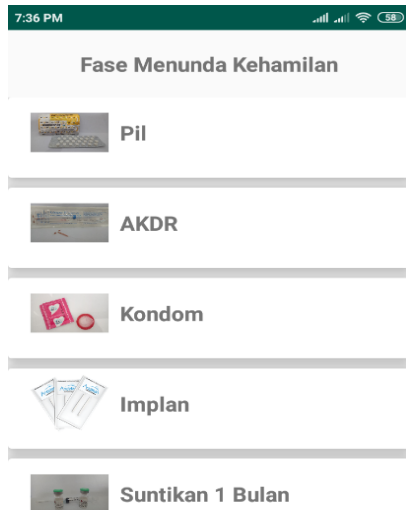 7:36 PM 58
Fase Menunda Kehamilan
Pil
AKDR
Kondom
Implan
Suntikan 1 Bulan